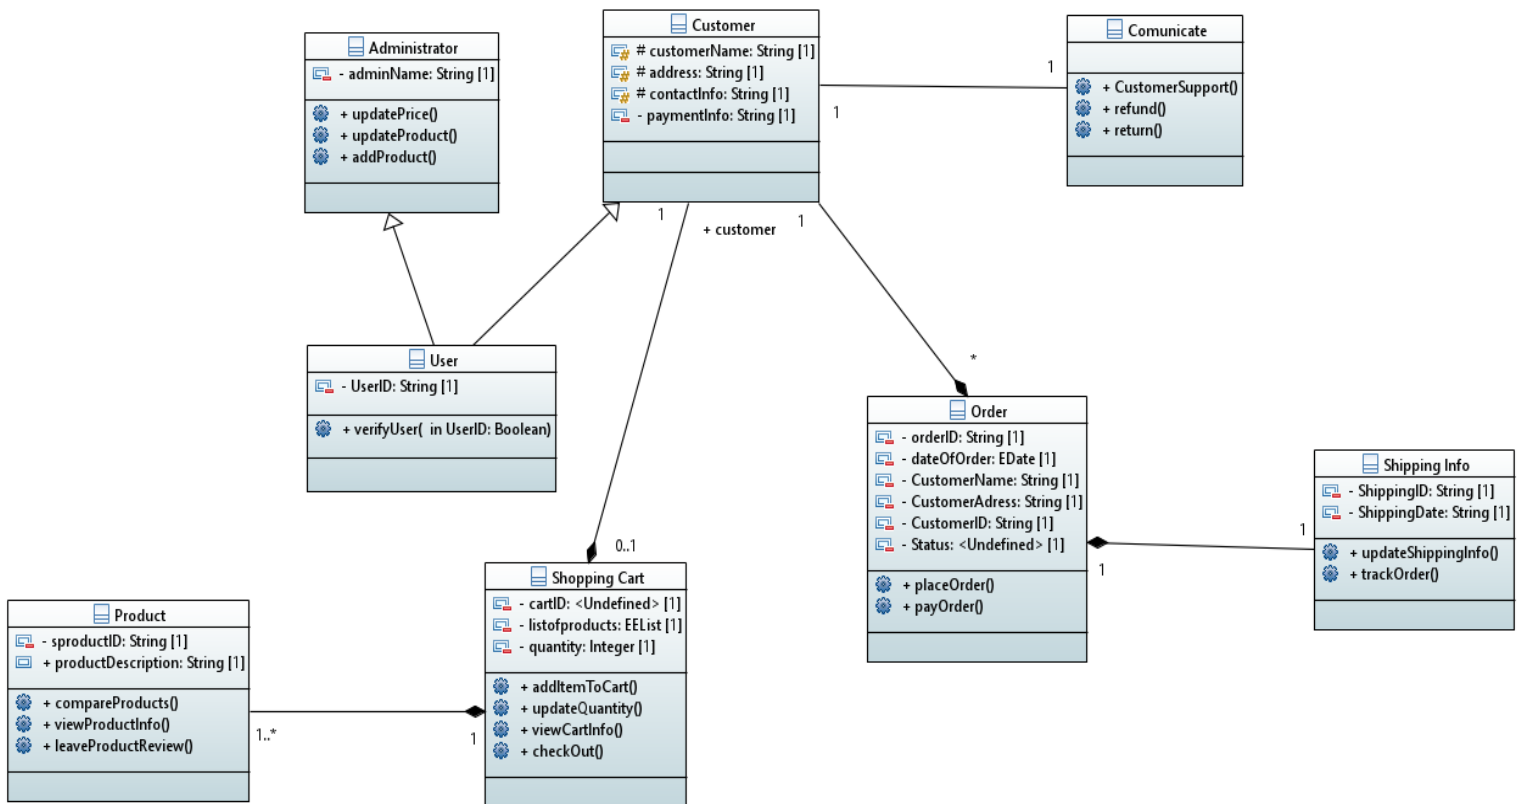 Administrator
- adminName: String [1]
+ updatePrice()
+ updateProduct()
+ addProduct()
Customer
# customerName: String [1]
# address: String [1]
# contactInfo: String [1]
- paymentInfo: String [1]
Comunicate
+ CustomerSupport()
+ refund()
+ return()
1
1
1
+ customer
1
User
- UserID: String [1]
+ verifyUser( in UserID: Boolean)
*
Order
- orderID: String [1]
- dateOfOrder: EDate [1]
- CustomerName: String [1]
- CustomerAdress: String [1]
- CustomerID: String [1]
- Status: <Undefined> [1]
+ placeOrder()
+ payOrder()
Shipping Info
- ShippingID: String [1]
- ShippingDate: String [1]
+ updateShippingInfo()
+ trackOrder()
1
1
0..1
Shopping Cart
- cartID: <Undefined> [1]
- listofproducts: EEList [1]
- quantity: Integer [1]
+ addItemToCart()
+ updateQuantity()
+ viewCartInfo()
+ checkOut()
Product
- sproductID: String [1]
+ productDescription: String [1]
+ compareProducts()
+ viewProductInfo()
+ leaveProductReview()
1..*
1